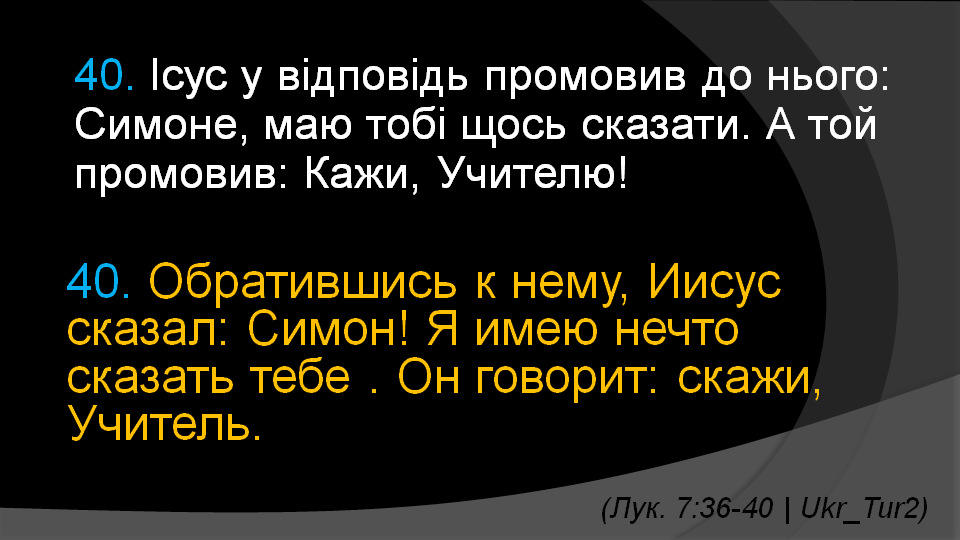 40. Ісус у відповідь промовив до нього:
Симоне, маю тобі щось сказати. А той
промовив: Кажи, Учителю!
40. Обратившись к нему, Иисус
сказал: Симон! Я имею нечто
сказать тебе . Он говорит: скажи,
Учитель.
(Лук. 7:36-40 | Ukr_Tur2)